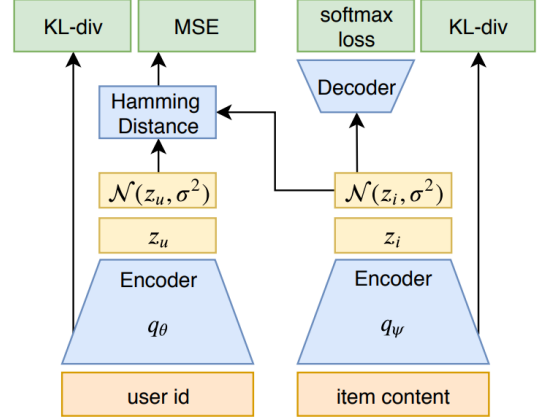 KL-div
MSE
softmax
loss
KL-div
Hamming
Distance
Decoder
𝒩(z_u, σ²)
𝒩(z_i, σ²)
z_u
z_i
Encoder
q_θ
Encoder
q_ψ
user id
item content